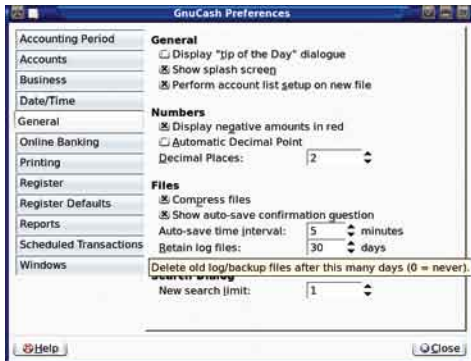 GnuCash Preferences
Accounting Period
Accounts
Business
Date/Time
General
Online Banking
Printing
Register
Register Defaults
Reports
Scheduled Transactions
Windows
General
Display "tip of the Day" dialogue
Show splash screen
Perform account list setup on new file
Numbers
Display negative amounts in red
Automatic Decimal Point
Decimal Places: 2
Files
Compress files
Show auto-save confirmation question
Auto-save time interval: 5 minutes
Retain log files: 30 days
Delete old log/backup files after this many days (0 = never).
Search Dialog
New search limit: 1
Help
Close